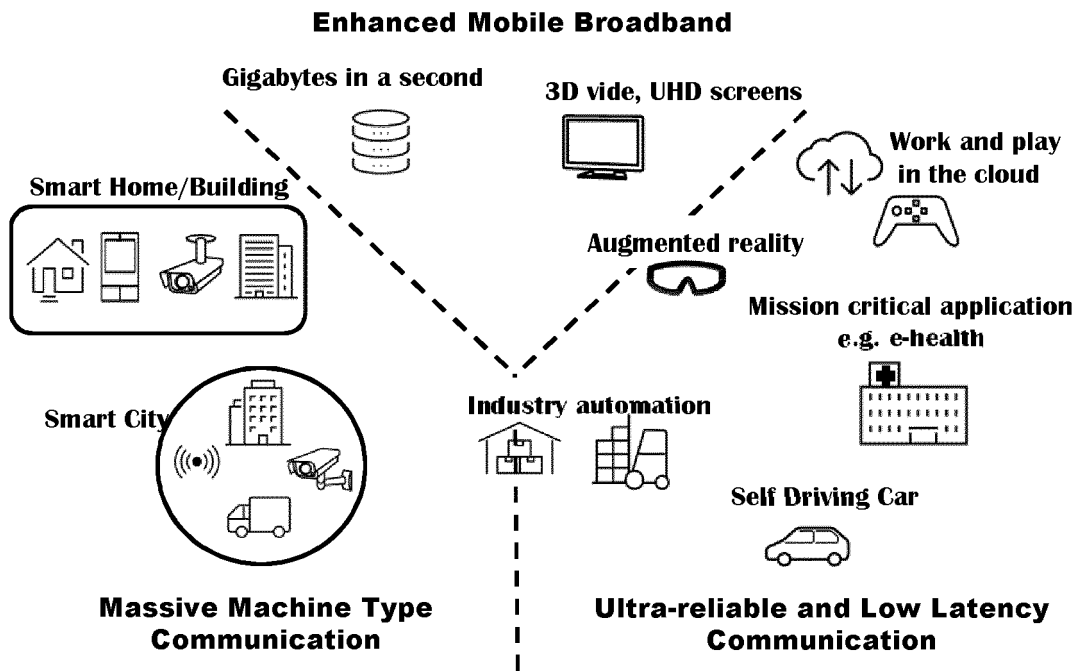 Enhanced Mobile Broadband
Gigabytes in a second
3D vide, UHD screens
Work and play
in the cloud
Smart Home/Building
Augmented reality
Mission critical application
e.g. e-health
Smart City
Industry automation
Self Driving Car
Massive Machine Type
Communication
Ultra-reliable and Low Latency
Communication